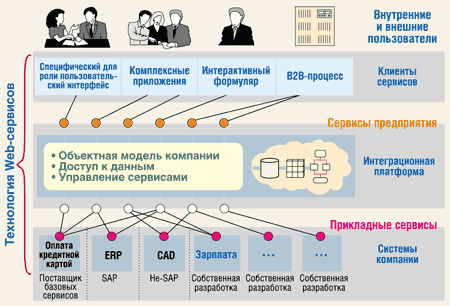 Внутренние и
внешние
пользователи
Технология Web-сервисов
Специфический для
роли пользователь-
ский интерфейс
Комплексные
приложения
Интерактивный
формуляр
B2B-процесс
Клиенты
сервисов
Сервисы предприятия
• Объектная модель компании
• Доступ к данным
• Управление сервисами
Интеграционная
платформа
Прикладные сервисы
Оплата
кредитной
картой
ERP
CAD
Зарплата
...
...
Системы
компании
Поставщик
базовых
сервисов
SAP
Не-SAP
Собственная
разработка
Собственная
разработка
Собственная
разработка